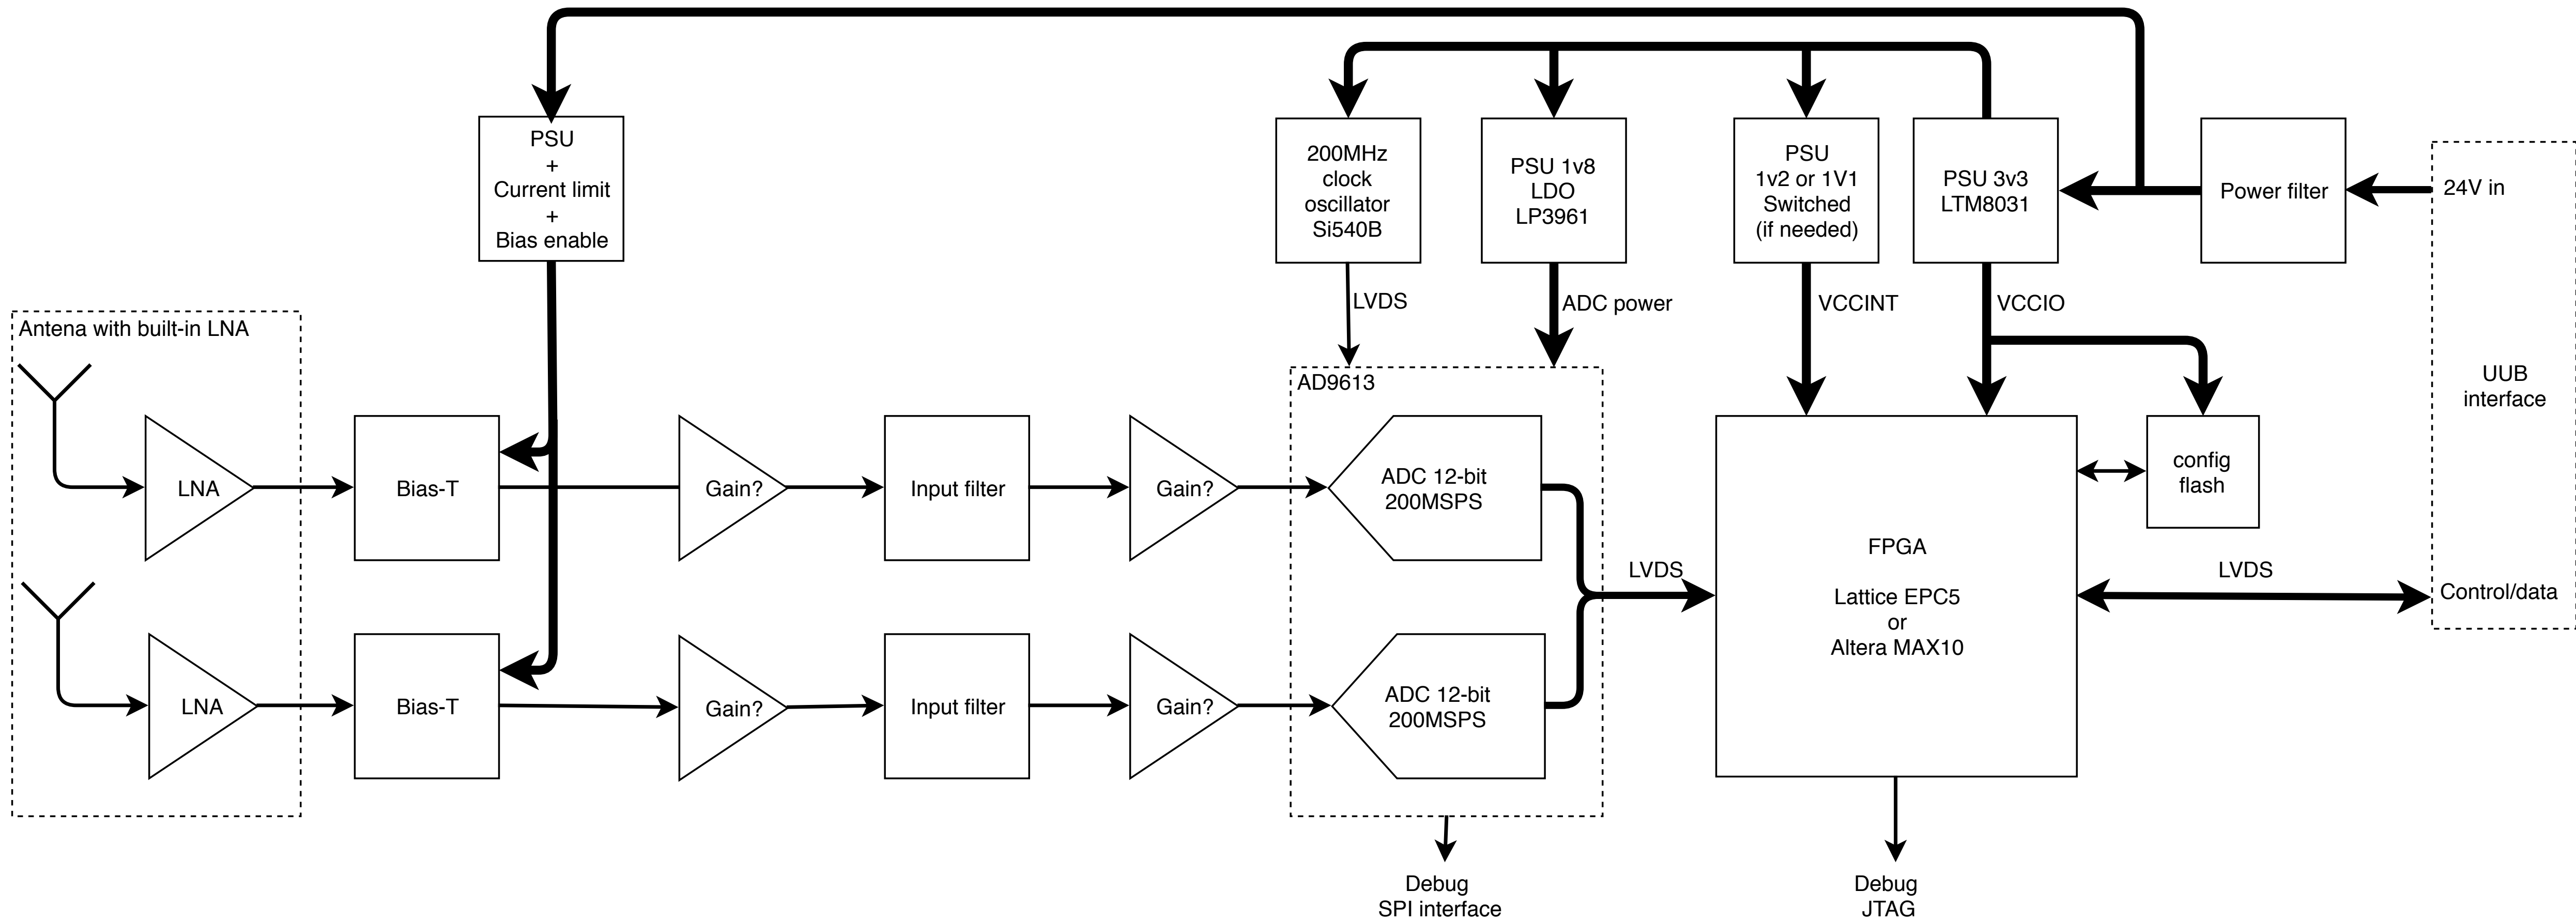 PSU
+
Current limit
+
Bias enable
200MHz
clock
oscillator
Si540B
PSU 1v8
LDO
LP3961
PSU
1v2 or 1V1
Switched
(if needed)
PSU 3v3
LTM8031
Power filter
24V in
LVDS
ADC power
VCCINT
VCCIO
UUB
interface
Antena with built-in LNA
AD9613
LNA
Bias-T
Gain?
Input filter
Gain?
ADC 12-bit
200MSPS
config
flash
FPGA
Lattice EPC5
or
Altera MAX10
LVDS
LVDS
Control/data
LNA
Bias-T
Gain?
Input filter
Gain?
ADC 12-bit
200MSPS
Debug
SPI interface
Debug
JTAG